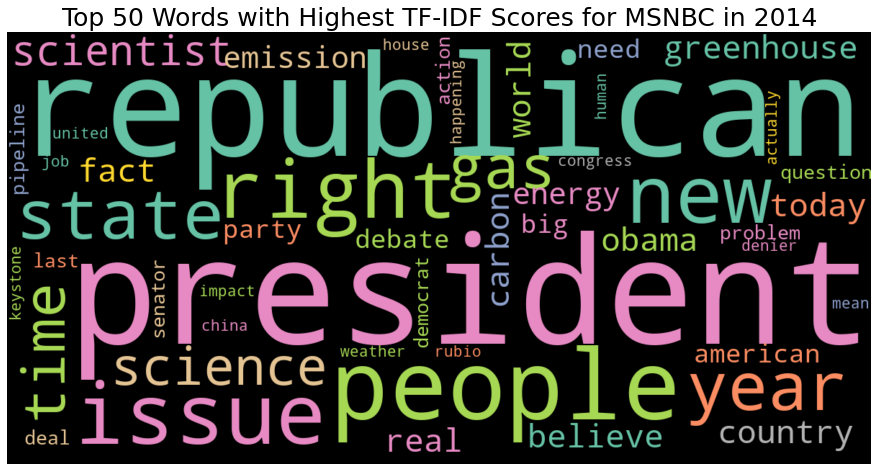 Top 50 Words with Highest TF-IDF Scores for MSNBC in 2014
scientist
emission
house
action
happening
world
need
human
greenhouse
republican
pipeline
united
job
fact
right
gas
congress
actually
question
state
party
debate
carbon
energy
big
new
obama
today
problem
denier
president
last
keystone
time
senator
impact
china
democrat
mean
science
weather
rubio
people
american
year
issue
deal
real
believe
country